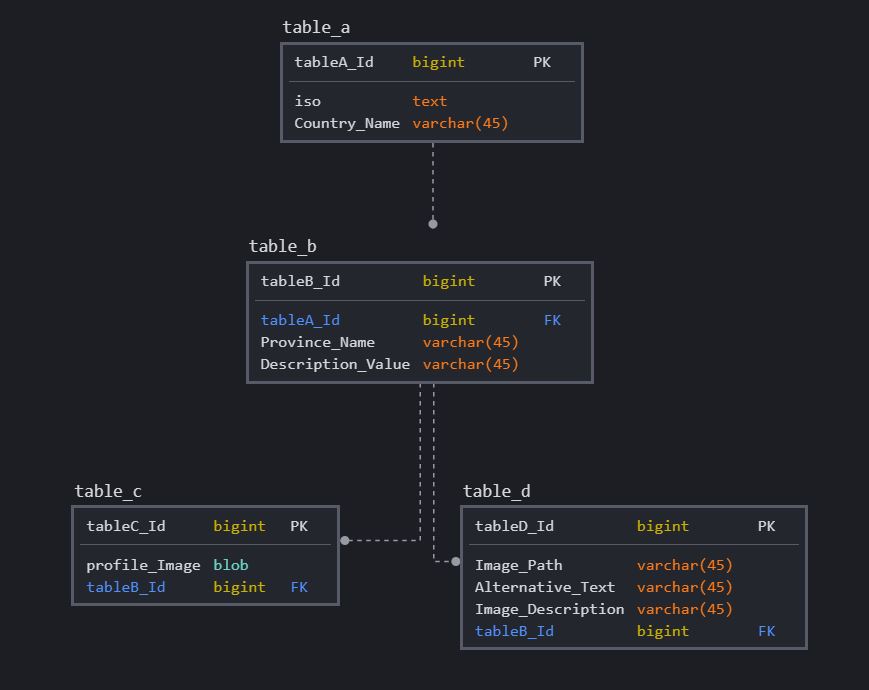 table_a
tableA_Id bigint PK
iso text
Country_Name varchar(45)
table_b
tableB_Id bigint PK
tableA_Id bigint FK
Province_Name varchar(45)
Description_Value varchar(45)
table_c
tableC_Id bigint PK
profile_Image blob
tableB_Id bigint FK
table_d
tableD_Id bigint PK
Image_Path varchar(45)
Alternative_Text varchar(45)
Image_Description varchar(45)
tableB_Id bigint FK